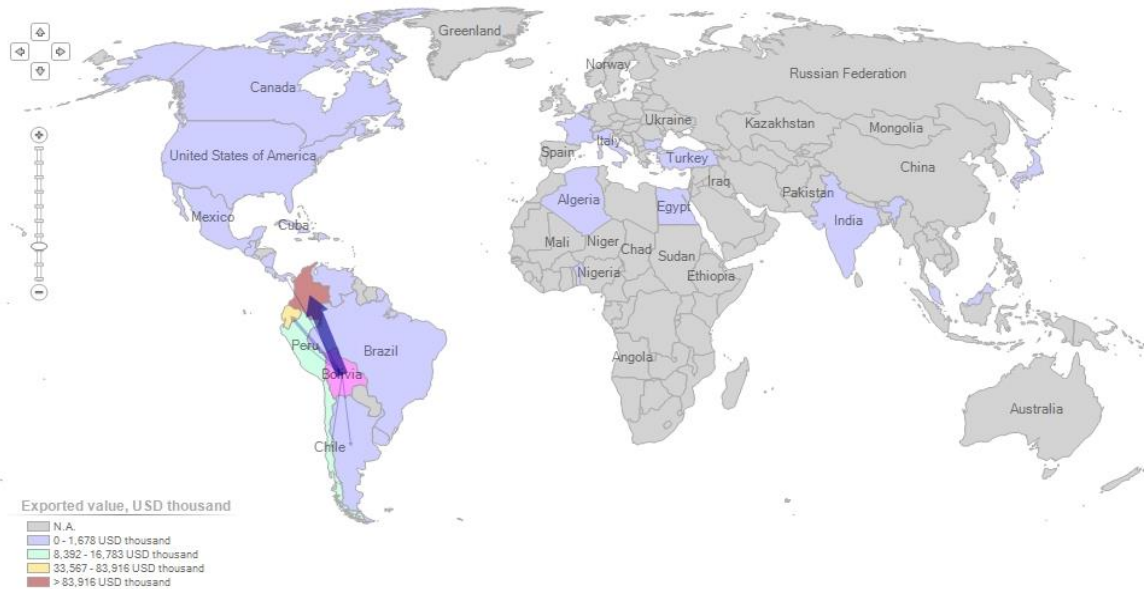 Greenland
Norway
Russian Federation
Canada
Ukraine
Kazakhstan
Mongolia
United States of America
Spain
Italy
Turkey
China
Iraq
Pakistan
Mexico
Cuba
Algeria
Egypt
India
Mali
Niger
Chad
Sudan
Nigeria
Ethiopia
Peru
Brazil
Angola
Bolivia
Australia
Chile
Exported value, USD thousand
N.A.
0 - 1,678 USD thousand
8,392 - 16,783 USD thousand
33,567 - 83,916 USD thousand
> 83,916 USD thousand